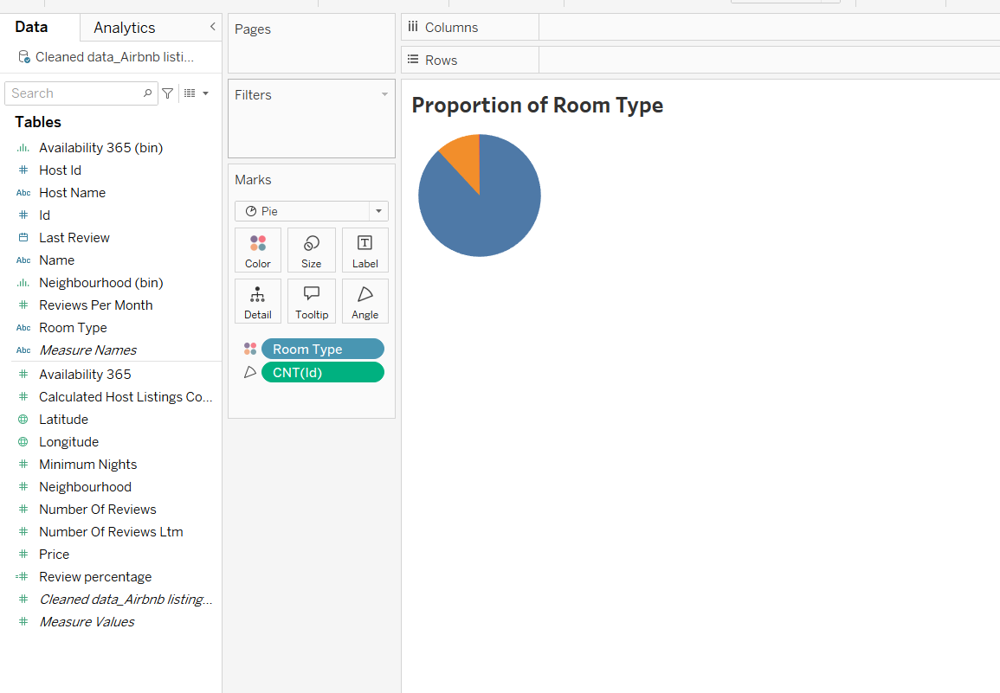 Data
Analytics
Cleaned data_Airbnb listi...
Search
Tables
Availability 365 (bin)
Host Id
Abc Host Name
Id
Last Review
Abc Name
Neighbourhood (bin)
Reviews Per Month
Abc Room Type
Abc Measure Names
Availability 365
Calculated Host Listings Co...
Latitude
Longitude
Minimum Nights
Neighbourhood
Number Of Reviews
Number Of Reviews Ltm
Price
Review percentage
Cleaned data_Airbnb listing...
Measure Values
Pages
Filters
Marks
Pie
Color Size Label
Detail Tooltip Angle
Room Type
CNT(Id)
Columns
Rows
Proportion of Room Type